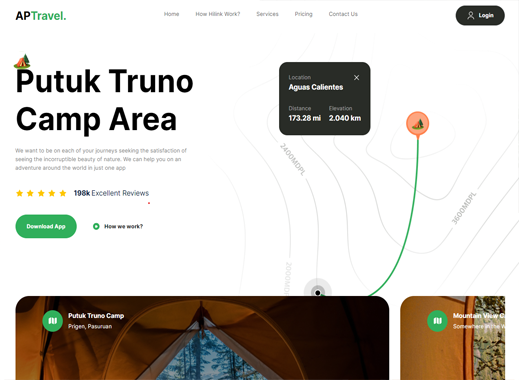 APTravel.
Home How Hilink Work? Services Pricing Contact Us
Login
Putuk Truno
Camp Area
We want to be on each of your journeys seeking the satisfaction of
seeing the incorruptible beauty of nature. We can help you on an
adventure around the world in just one app
198k Excellent Reviews
Download App
How we work?
Location
Aguas Calientes
Distance Elevation
173.28 mi 2.040 km
2400MDPL
3600MDPL
Putuk Truno Camp
Prigen, Pasuruan
Mountain View C
Somewhere in the W